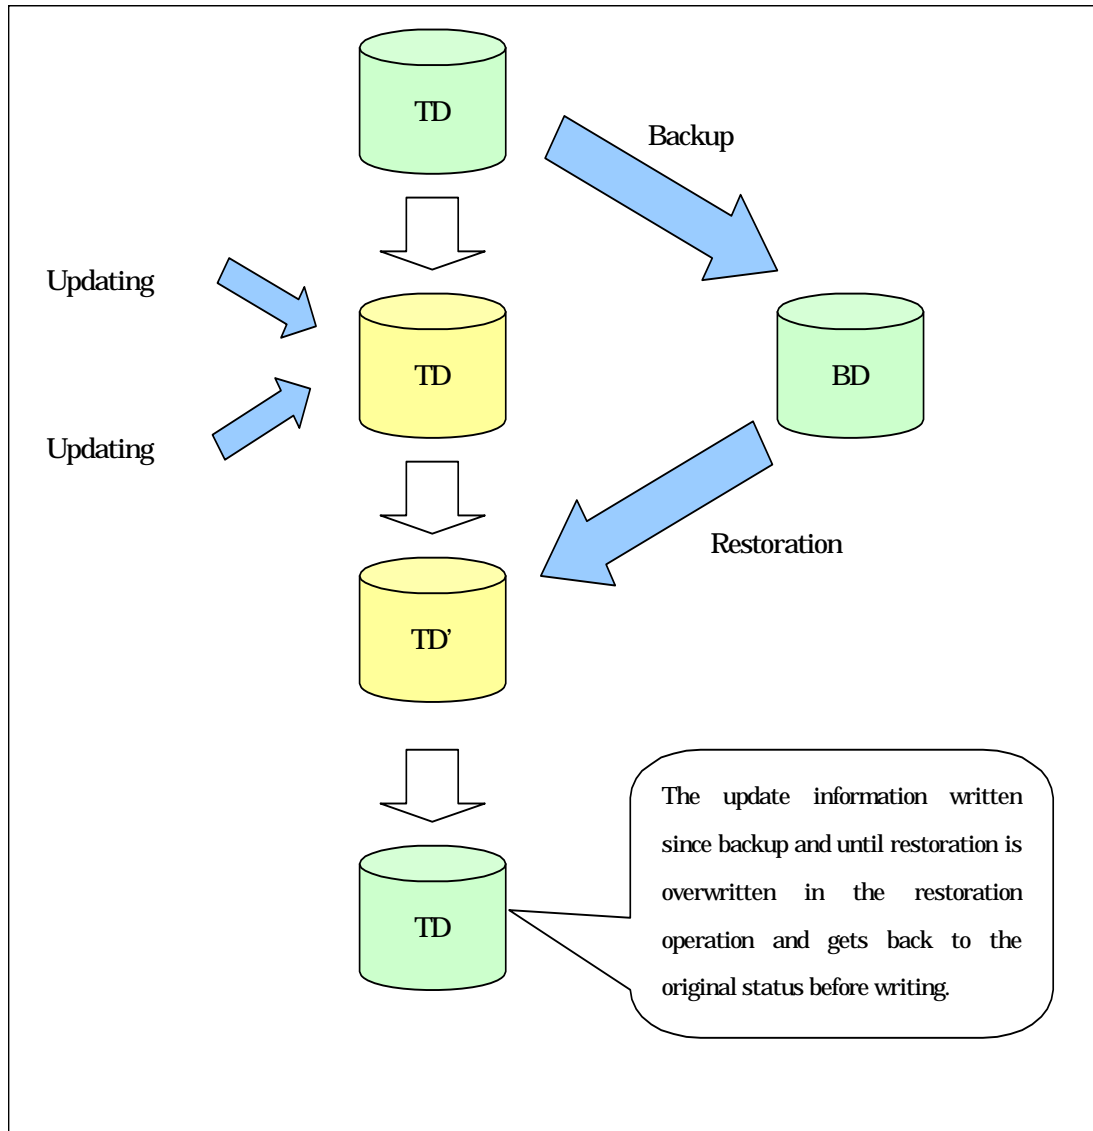 TD
Backup
Updating
TD
BD
Updating
Restoration
TD’
The update information written
since backup and until restoration is
overwritten in the restoration
operation and gets back to the
original status before writing.
TD